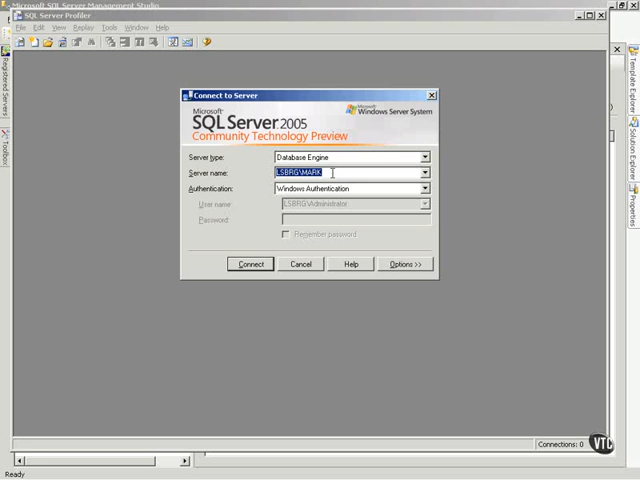 Microsoft SQL Server Management Studio
SQL Server Profiler
File Edit View Replay Tools Window Help
Registered Servers
Toolbox
Template Explorer
Solution Explorer
Properties
Connect to Server
Microsoft
Windows Server System
SQL Server 2005
Community Technology Preview
Server type: Database Engine
Server name: LSBRG\MARK
Authentication: Windows Authentication
User name: LSBRG\Administrator
Password:
Remember password
Connect Cancel Help Options >>
Connections: 0
VTC
Ready